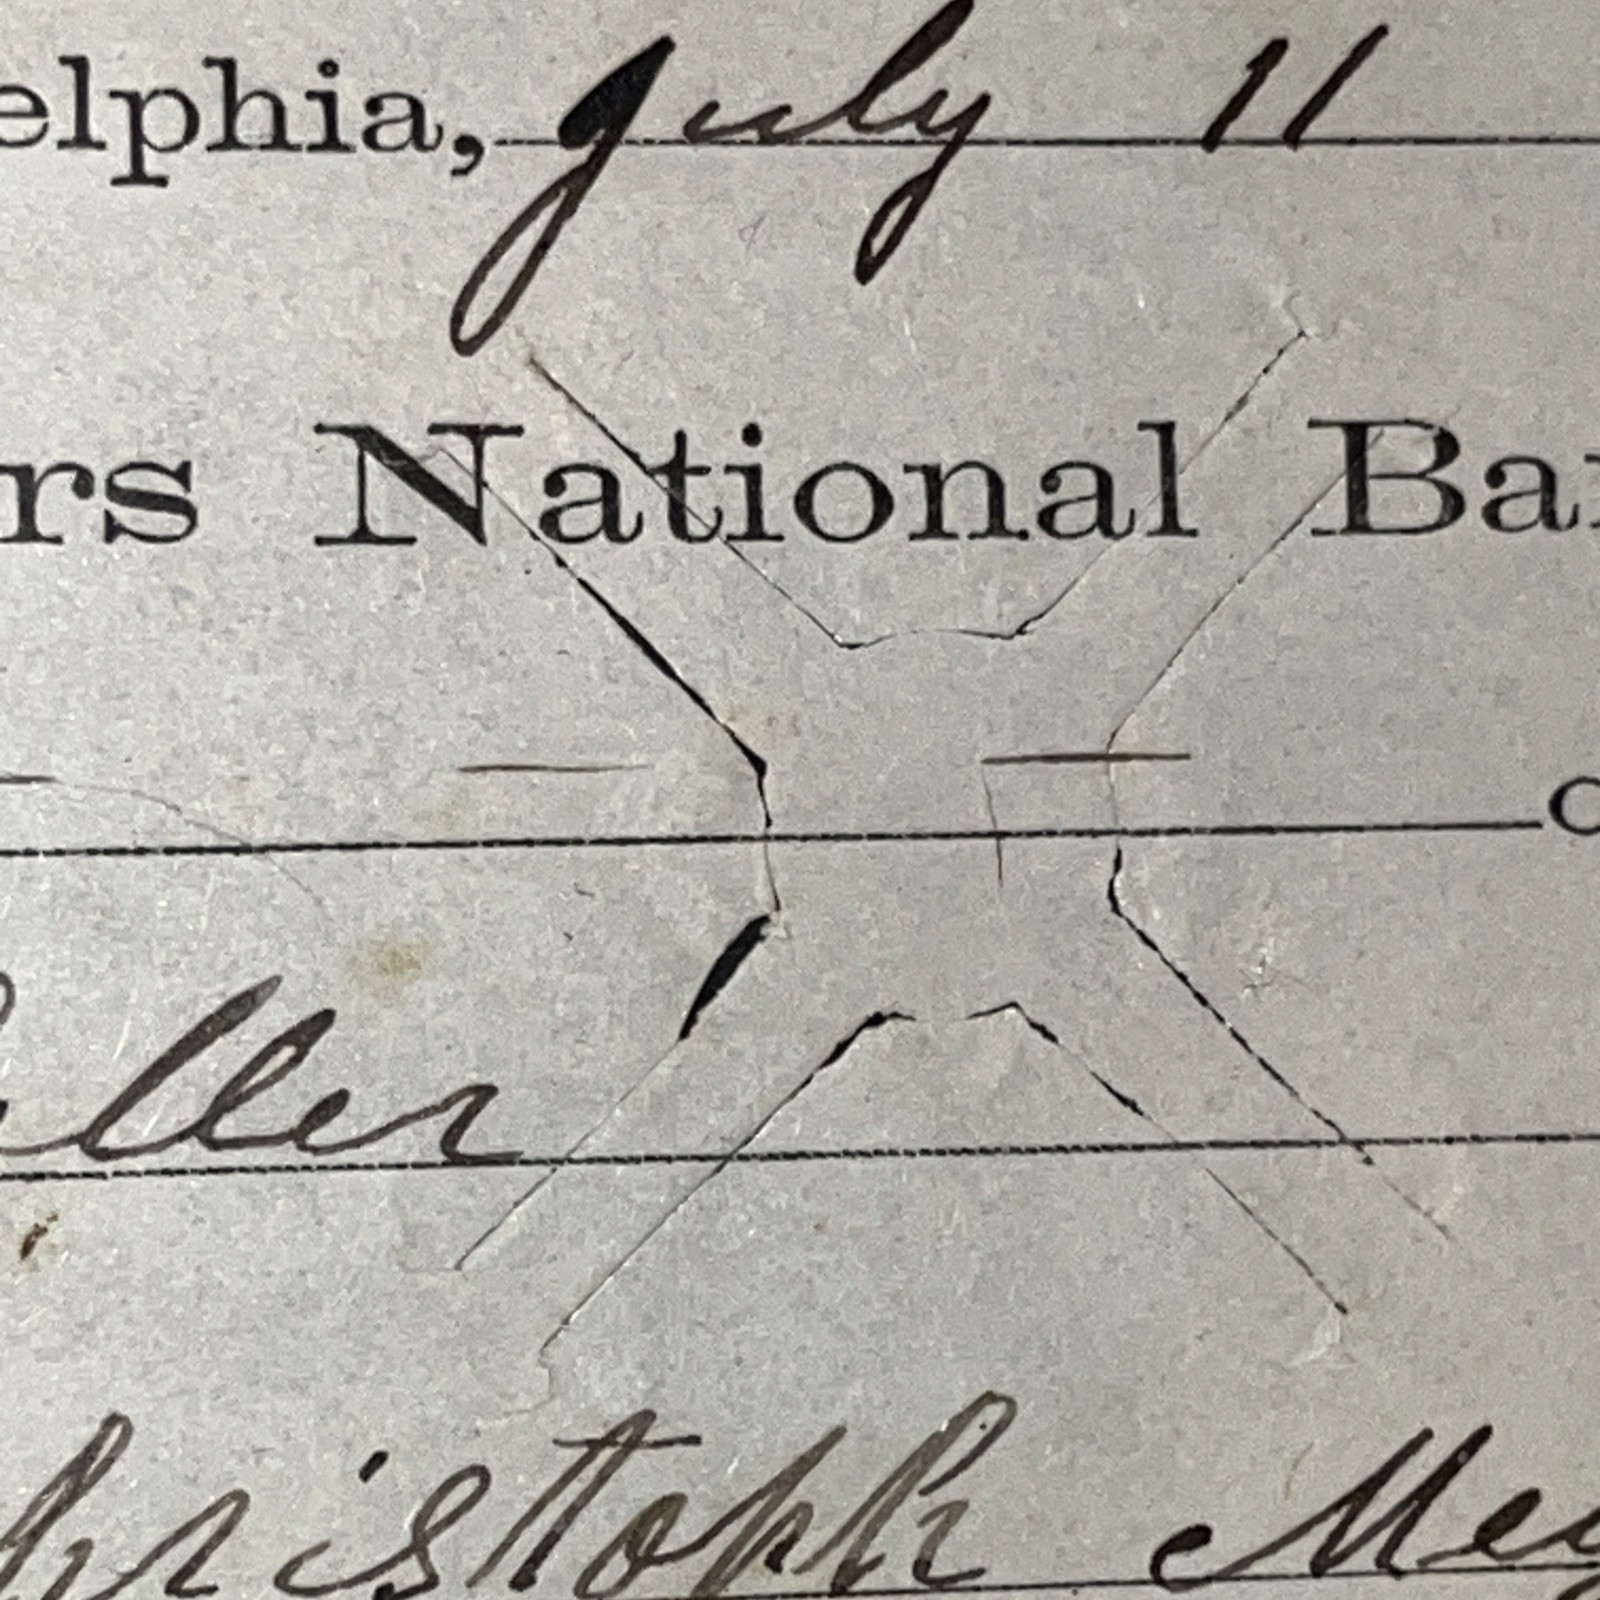 elphia, July 11
rs National Ba
o
ller
hristoph Mey